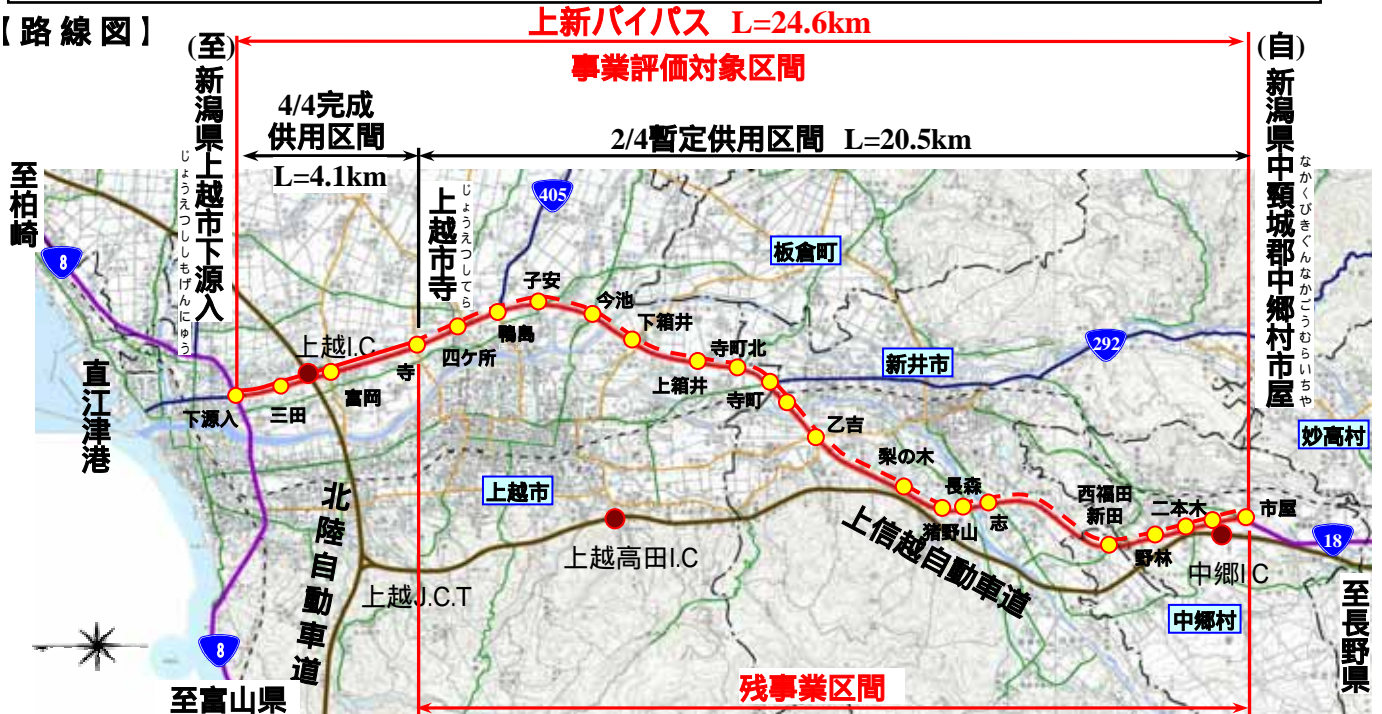 【路線図】
上新バイパス L=24.6km
事業評価対象区間
(至)
新潟県上越市下源入
じょうえつししもげんにゅう
(自)
新潟県中頸城郡中郷村市屋
なかくびきぐんなかごうむらいちや
4/4完成
供用区間
L=4.1km
2/4暫定供用区間 L=20.5km
至柏崎
8
上越市寺
じょうえつしてら
405
板倉町
子安
今池
鴨島
下箱井
四ケ所
寺町北
292
新井市
上越I.C
寺
上箱井
富岡
寺町
三田
下源入
直江津港
乙吉
妙高村
梨の木
上越市
北陸自動車道
長森
猪野山
志
西福田
新田
二本木
市屋
野林
18
上越高田I.C
上信越自動車道
中郷IC
上越J.C.T
中郷村
至長野県
8
至富山県
残事業区間